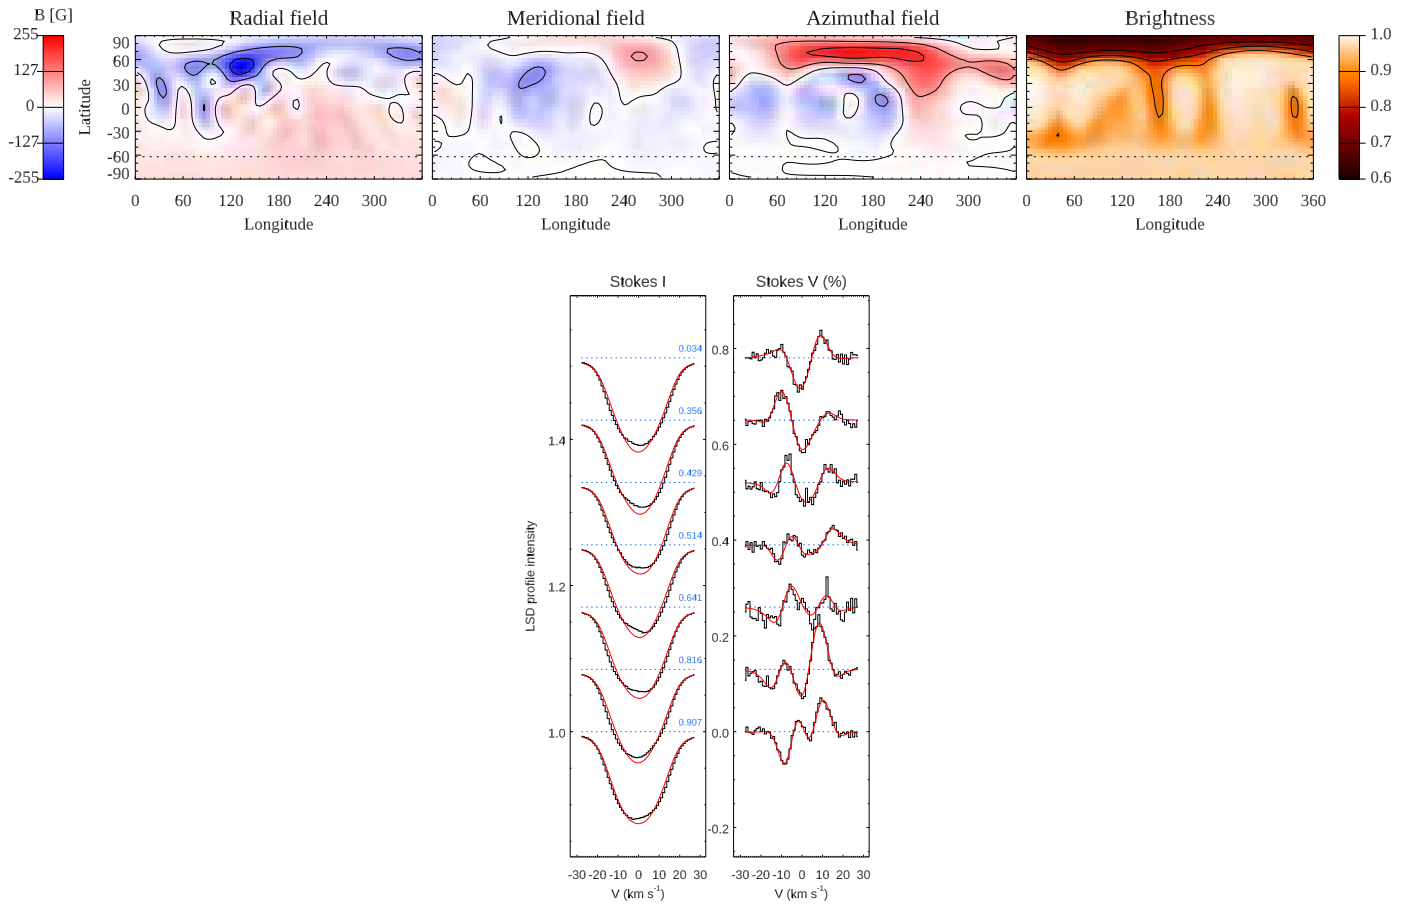 B [G]
Radial field
Meridional field
Azimuthal field
Brightness
255
127
0
-127
-255
Latitude
90
60
30
0
-30
-60
-90
1.0
0.9
0.8
0.7
0.6
0 60 120 180 240 300
0 60 120 180 240 300
0 60 120 180 240 300
0 60 120 180 240 300 360
Longitude
Longitude
Longitude
Longitude
Stokes I
Stokes V (%)
LSD profile intensity
1.4
1.2
1.0
0.034
0.356
0.429
0.514
0.641
0.816
0.907
0.8
0.6
0.4
0.2
0.0
-0.2
-30 -20 -10 0 10 20 30
-30 -20 -10 0 10 20 30
V (km s-1)
V (km s-1)